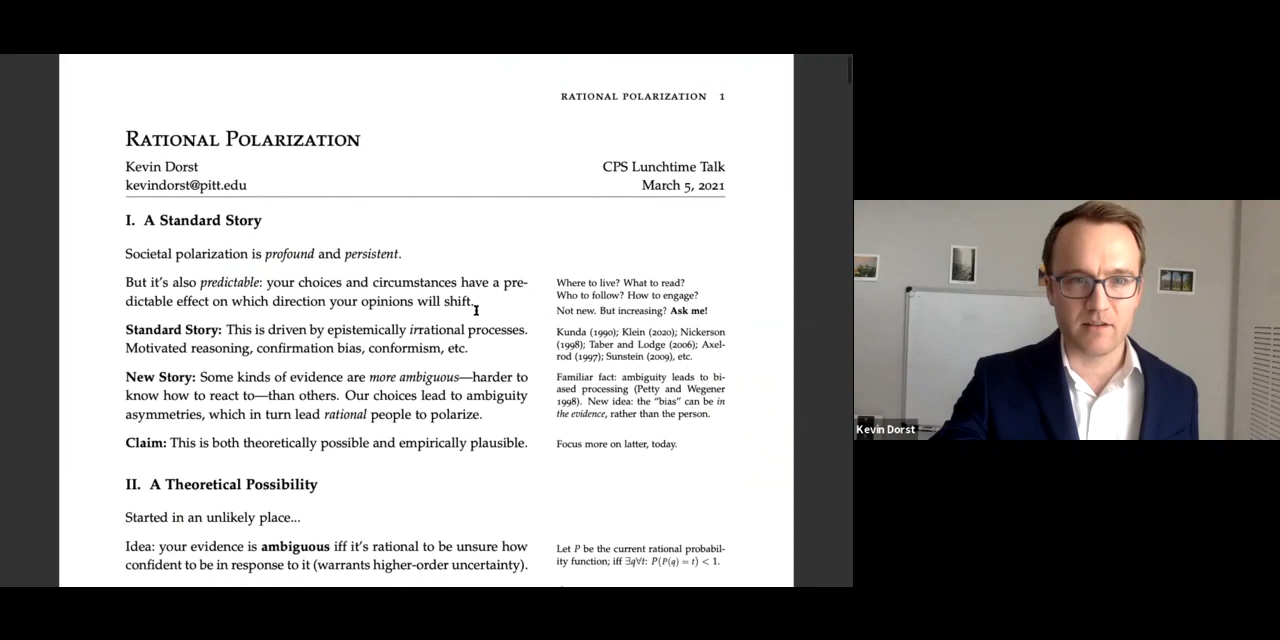 RATIONAL POLARIZATION 1
RATIONAL POLARIZATION
Kevin Dorst
CPS Lunchtime Talk
kevindorst@pitt.edu
March 5, 2021
I. A Standard Story
Societal polarization is profound and persistent.
But it's also predictable: your choices and circumstances have a pre-
dictable effect on which direction your opinions will shift.
Where to live? What to read?
Who to follow? How to engage?
Not new. But increasing? Ask me!
Standard Story: This is driven by epistemically irrational processes.
Motivated reasoning, confirmation bias, conformism, etc.
Kunda (1990); Klein (2020); Nickerson
(1998); Taber and Lodge (2006); Axel-
rod (1997); Sunstein (2009), etc.
New Story: Some kinds of evidence are more ambiguous—harder to
know how to react to—than others. Our choices lead to ambiguity
asymmetries, which in turn lead rational people to polarize.
Familiar fact: ambiguity leads to bi-
ased processing (Petty and Wegener
1998). New idea: the "bias" can be in
the evidence, rather than the person.
Claim: This is both theoretically possible and empirically plausible.
Focus more on latter, today.
II. A Theoretical Possibility
Started in an unlikely place...
Idea: your evidence is ambiguous iff it's rational to be unsure how
confident to be in response to it (warrants higher-order uncertainty).
Let P be the current rational probabil-
ity function; iff ∃q∀t: P(P(q) = t) < 1.
Kevin Dorst